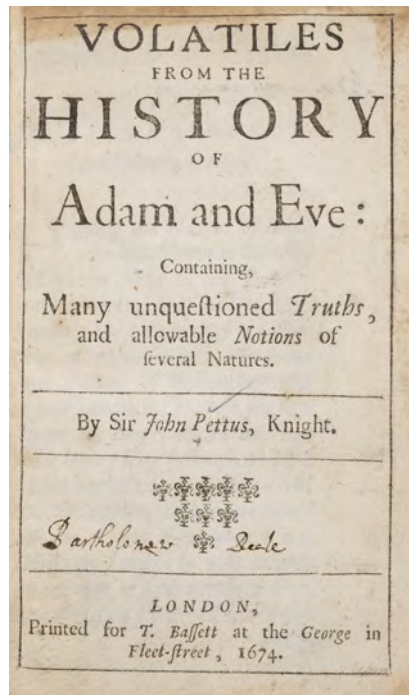 VOLATILES
FROM THE
HISTORY
OF
Adam and Eve:
Containing,
Many unqueſtioned Truths,
and allowable Notions of
ſeveral Natures.
By Sir John Pettus, Knight.
Bartholomew Beale
LONDON,
Printed for T. Baſſett at the George in
Fleet-ſtreet, 1674.